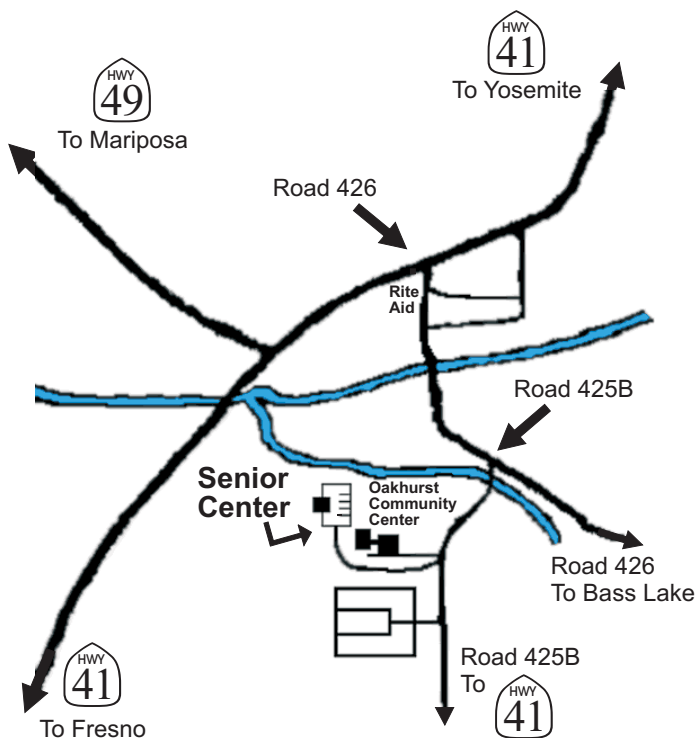 HWY
41
To Yosemite
HWY
49
To Mariposa
Road 426
Rite
Aid
Road 425B
Senior
Center
Oakhurst
Community
Center
Road 426
To Bass Lake
HWY
41
To Fresno
Road 425B
To
HWY
41